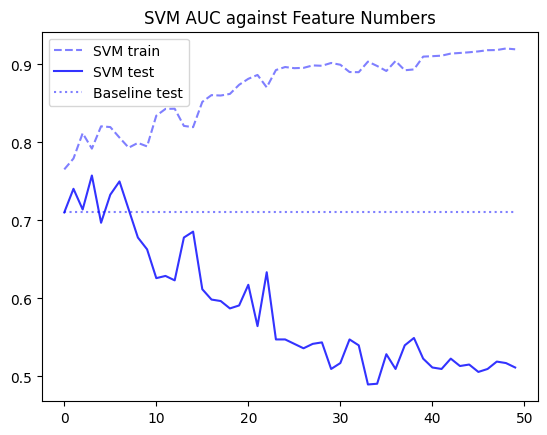 SVM AUC against Feature Numbers
SVM train
SVM test
Baseline test
0.9
0.8
0.7
0.6
0.5
0 10 20 30 40 50